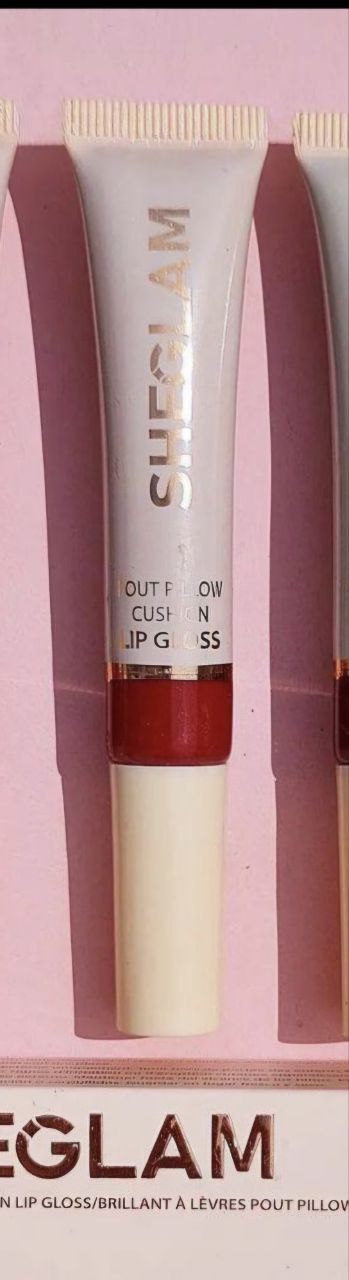 SHEGLAM
POUT PILLOW
CUSHION
LIP GLOSS
EGLAM
N LIP GLOSS/BRILLANT À LÈVRES POUT PILLOW